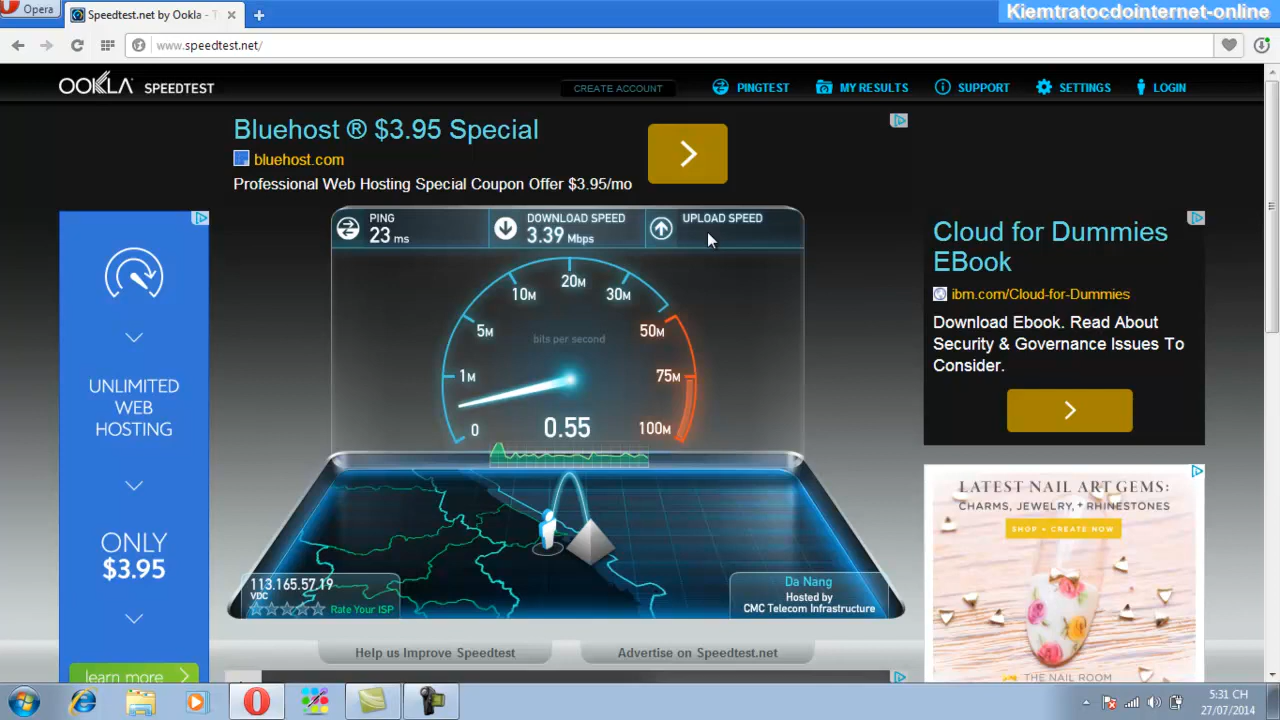 Opera
Speedtest.net by Ookla - T
Kiemtratocdointernet-online
www.speedtest.net/
OOKLA SPEEDTEST
CREATE ACCOUNT
PINGTEST
MY RESULTS
SUPPORT
SETTINGS
LOGIN
Bluehost ® $3.95 Special
bluehost.com
Professional Web Hosting Special Coupon Offer $3.95/mo
UNLIMITED
WEB
HOSTING
ONLY
$3.95
learn more
PING
23 ms
DOWNLOAD SPEED
3.39 Mbps
UPLOAD SPEED
20M
10M
30M
5M
50M
bits per second
1M
75M
0
0.55
100M
113.165.57.19
VDC
Rate Your ISP
Da Nang
Hosted by
CMC Telecom Infrastructure
Help us Improve Speedtest
Advertise on Speedtest.net
Cloud for Dummies
EBook
ibm.com/Cloud-for-Dummies
Download Ebook. Read About
Security & Governance Issues To
Consider.
LATEST NAIL ART GEMS:
CHARMS, JEWELRY, + RHINESTONES
SHOP + CREATE NOW
THE NAIL ROOM
5:31 CH
27/07/2014